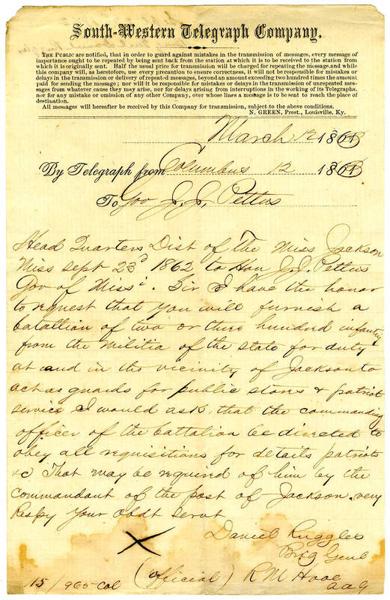 South-Western Telegraph Company.
THE PUBLIC are notified, that in order to guard against mistakes in the transmission of messages, every message of
importance ought to be repeated by being sent back from the station at which it is to be received to the station
from which it is originally sent. Half the usual price for transmission will be charged for repeating the message, and while
this company will, as heretofore, use every precaution to ensure correctness, it will not be responsible for mistakes or
delays in the transmission or delivery of repeated messages, beyond an amount exceeding one hundred times the amount
paid for sending the message; nor will it be responsible for mistakes or delays in the transmission of unrepeated messages
from whatever cause they may arise, nor for delays arising from interruptions in the working of its Telegraphs,
nor for any mistake or omission of any other Company, over whose lines a message is to be sent to reach the place of
destination.
All messages will hereafter be received by this Company for transmission, subject to the above conditions.
N. GREEN, Prest., Louisville, Ky.
March 12 1863
By Telegraph from Columbus 12 1863
To Gov J. J. Pettus
Head Quarters Dist of The Miss Jackson
Miss Sept 23d 1862 to Hon J J Pettus
Gov of Missi. Sir I have the honor
to request that you will furnish a
batallion of two or three hundred infantry
from the militia of the state for duty
at and in the vicinity of Jackson to
act as guards for public stores & patriot
service I would ask that the commanding
officer of the battalion be directed to
obey all requisitions for details patriots
&c That may be required of him by the
commandant of the post of Jackson very
Respy your obdt servt
Daniel Ruggles
Brig Genl
(official) R M Hooe
AAG
15/960 col